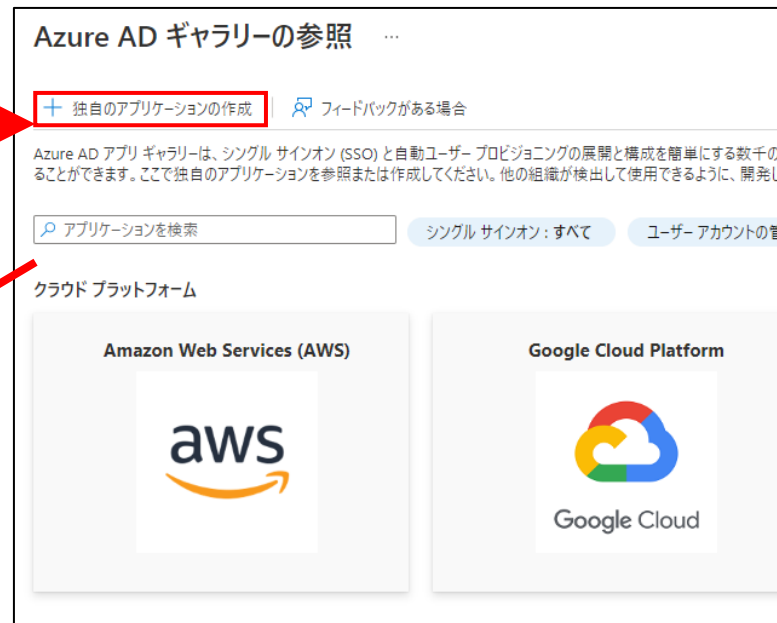 Azure AD ギャラリーの参照 …
＋ 独自のアプリケーションの作成 フィードバックがある場合
Azure AD アプリ ギャラリーは、シングル サインオン (SSO) と自動ユーザー プロビジョニングの展開と構成を簡単にする数千の
ることができます。ここで独自のアプリケーションを参照または作成してください。他の組織が検出して使用できるように、開発し
アプリケーションを検索 シングル サインオン : すべて ユーザー アカウントの管
クラウド プラットフォーム
Amazon Web Services (AWS) Google Cloud Platform
aws
Google Cloud